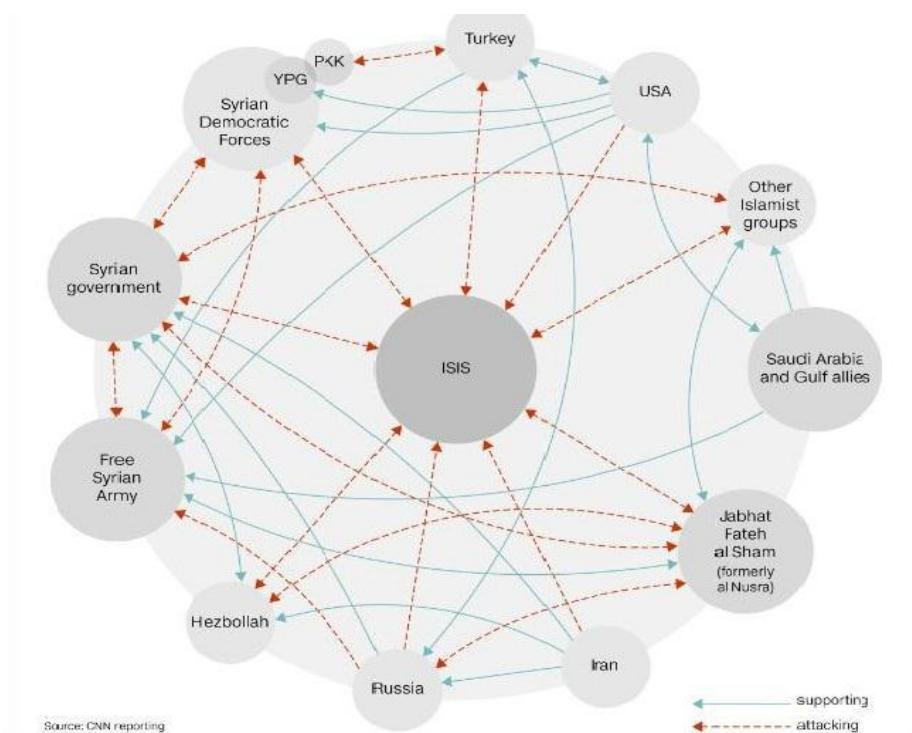 Turkey
PKK
YPG
USA
Syrian
Democratic
Forces
Other
Islamist
groups
Syrian
government
ISIS
Saudi Arabia
and Gulf allies
Free
Syrian
Army
Jabhat
Fateh
al Sham
(formerly
al Nusra)
Hezbollah
Russia
Iran
supporting
attacking
Source: CNN reporting